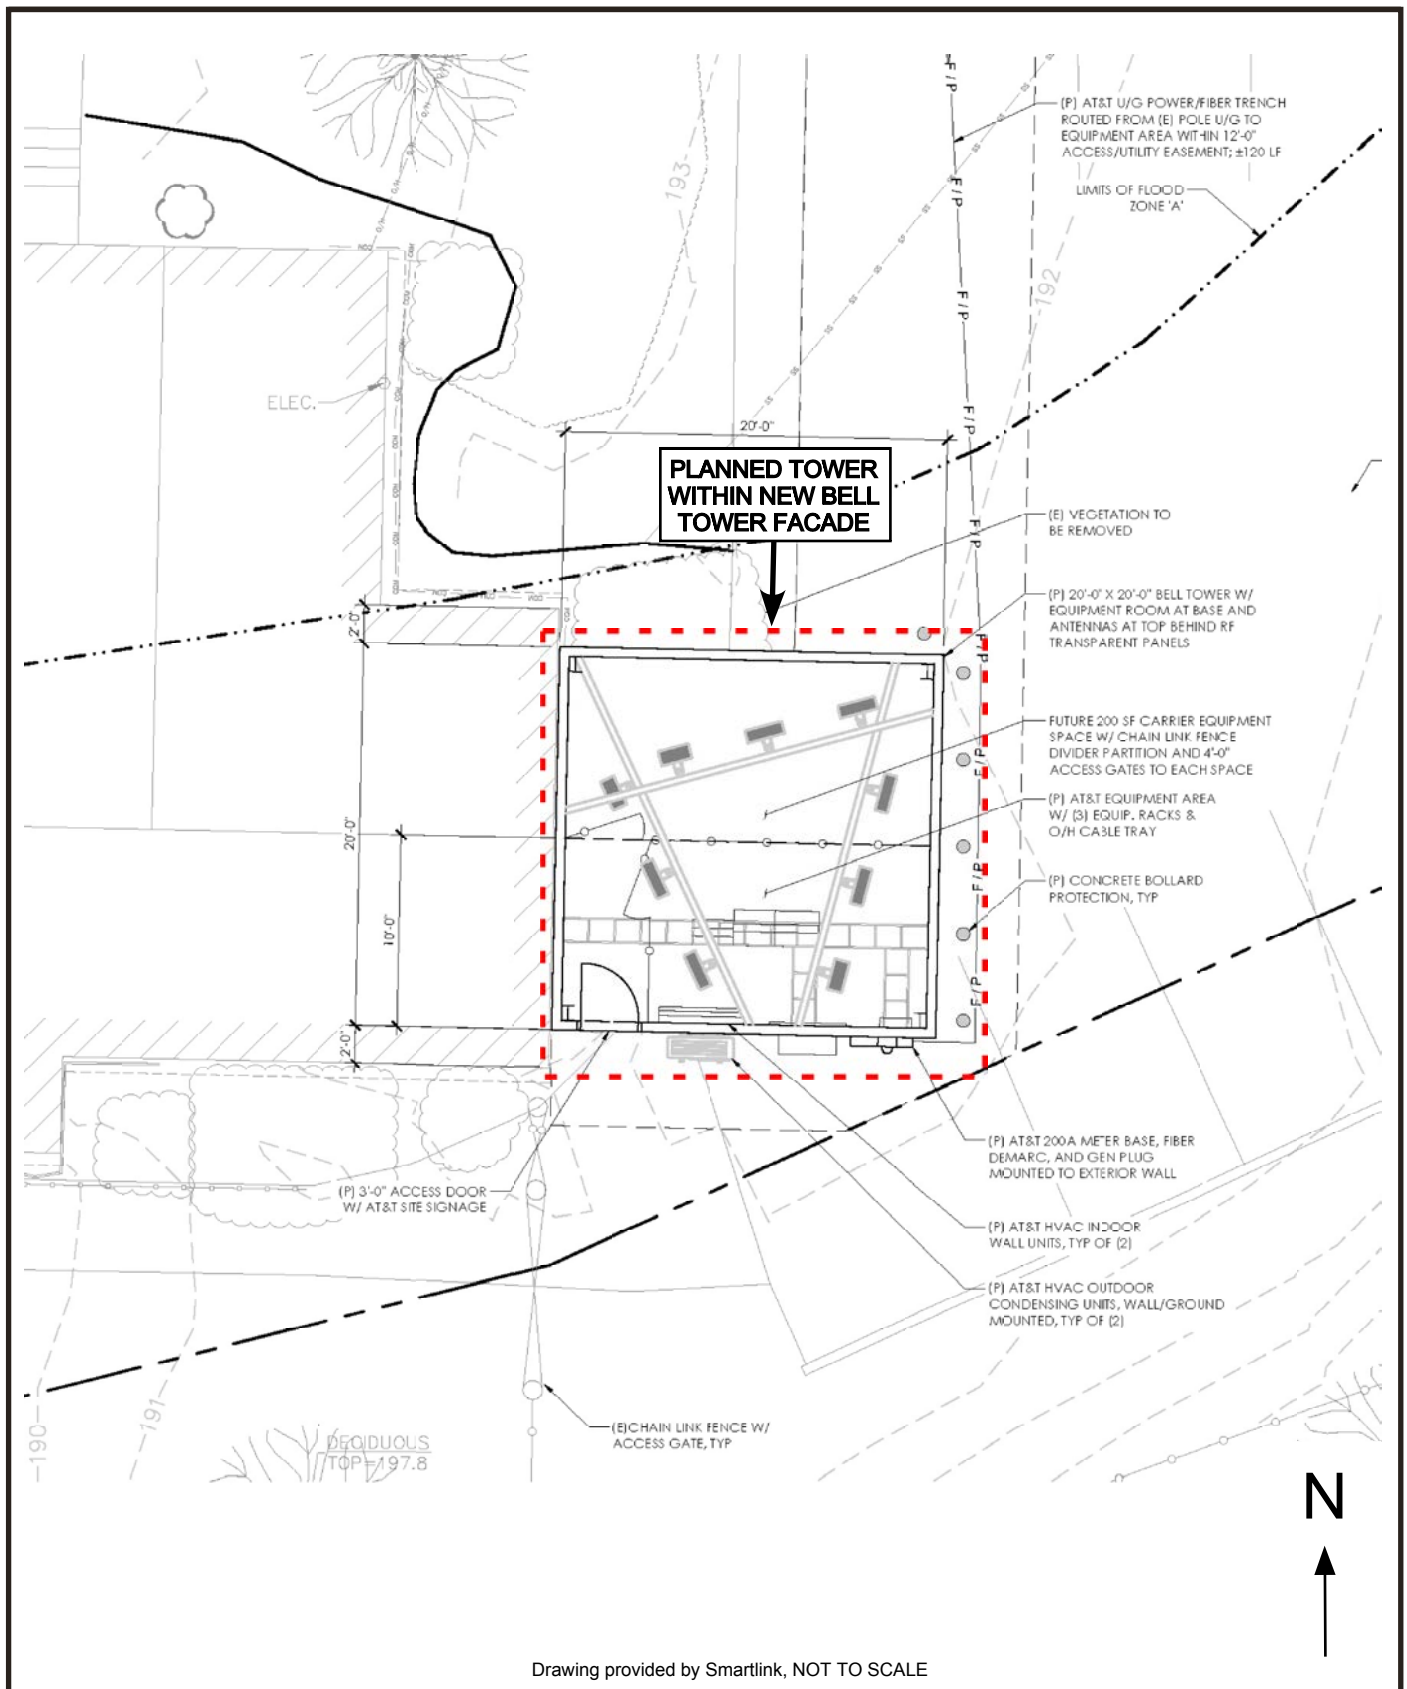 (P) AT&T U/G POWER/FIBER TRENCH
ROUTED FROM (E) POLE U/G TO
EQUIPMENT AREA WITHIN 12'-0"
ACCESS/UTILITY EASEMENT; ±120 LF
LIMITS OF FLOOD
ZONE 'A'
193
192
F/P
F/P
F/P
F/P
F/P
F/P
F/P
F/P
F/P
ELEC.
20'-0"
PLANNED TOWER
WITHIN NEW BELL
TOWER FACADE
(E) VEGETATION TO
BE REMOVED
(P) 20'-0" X 20'-0" BELL TOWER W/
EQUIPMENT ROOM AT BASE AND
ANTENNAS AT TOP BEHIND RF
TRANSPARENT PANELS
2'-0"
FUTURE 200 SF CARRIER EQUIPMENT
SPACE W/ CHAIN LINK FENCE
DIVIDER PARTITION AND 4'-0"
ACCESS GATES TO EACH SPACE
(P) AT&T EQUIPMENT AREA
W/ (3) EQUIP. RACKS &
O/H CABLE TRAY
20'-0"
10'-0"
(P) CONCRETE BOLLARD
PROTECTION, TYP
2'-0"
(P) AT&T 200A METER BASE, FIBER
DEMARC, AND GEN PLUG
MOUNTED TO EXTERIOR WALL
(P) 3'-0" ACCESS DOOR
W/ AT&T SITE SIGNAGE
(P) AT&T HVAC INDOOR
WALL UNITS, TYP OF (2)
(P) AT&T HVAC OUTDOOR
CONDENSING UNITS, WALL/GROUND
MOUNTED, TYP OF (2)
(E)CHAIN LINK FENCE W/
ACCESS GATE, TYP
190
191
DECIDUOUS
TOP=197.8
N
Drawing provided by Smartlink, NOT TO SCALE